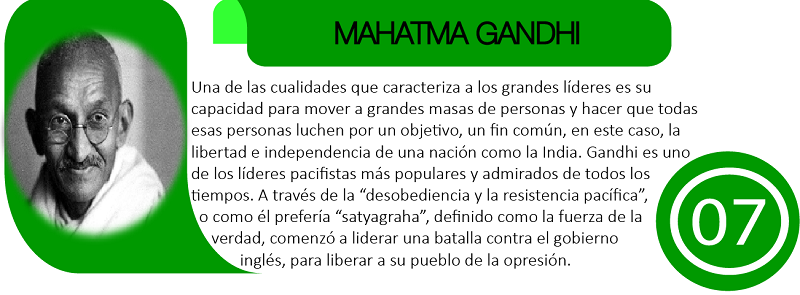 MAHATMA GANDHI
Una de las cualidades que caracteriza a los grandes líderes es su
capacidad para mover a grandes masas de personas y hacer que todas
esas personas luchen por un objetivo, un fin común, en este caso, la
libertad e independencia de una nación como la India. Gandhi es uno
de los líderes pacifistas más populares y admirados de todos los
tiempos. A través de la “desobediencia y la resistencia pacífica”,
o como él prefería “satyagraha”, definido como la fuerza de la
verdad, comenzó a liderar una batalla contra el gobierno
inglés, para liberar a su pueblo de la opresión.
07